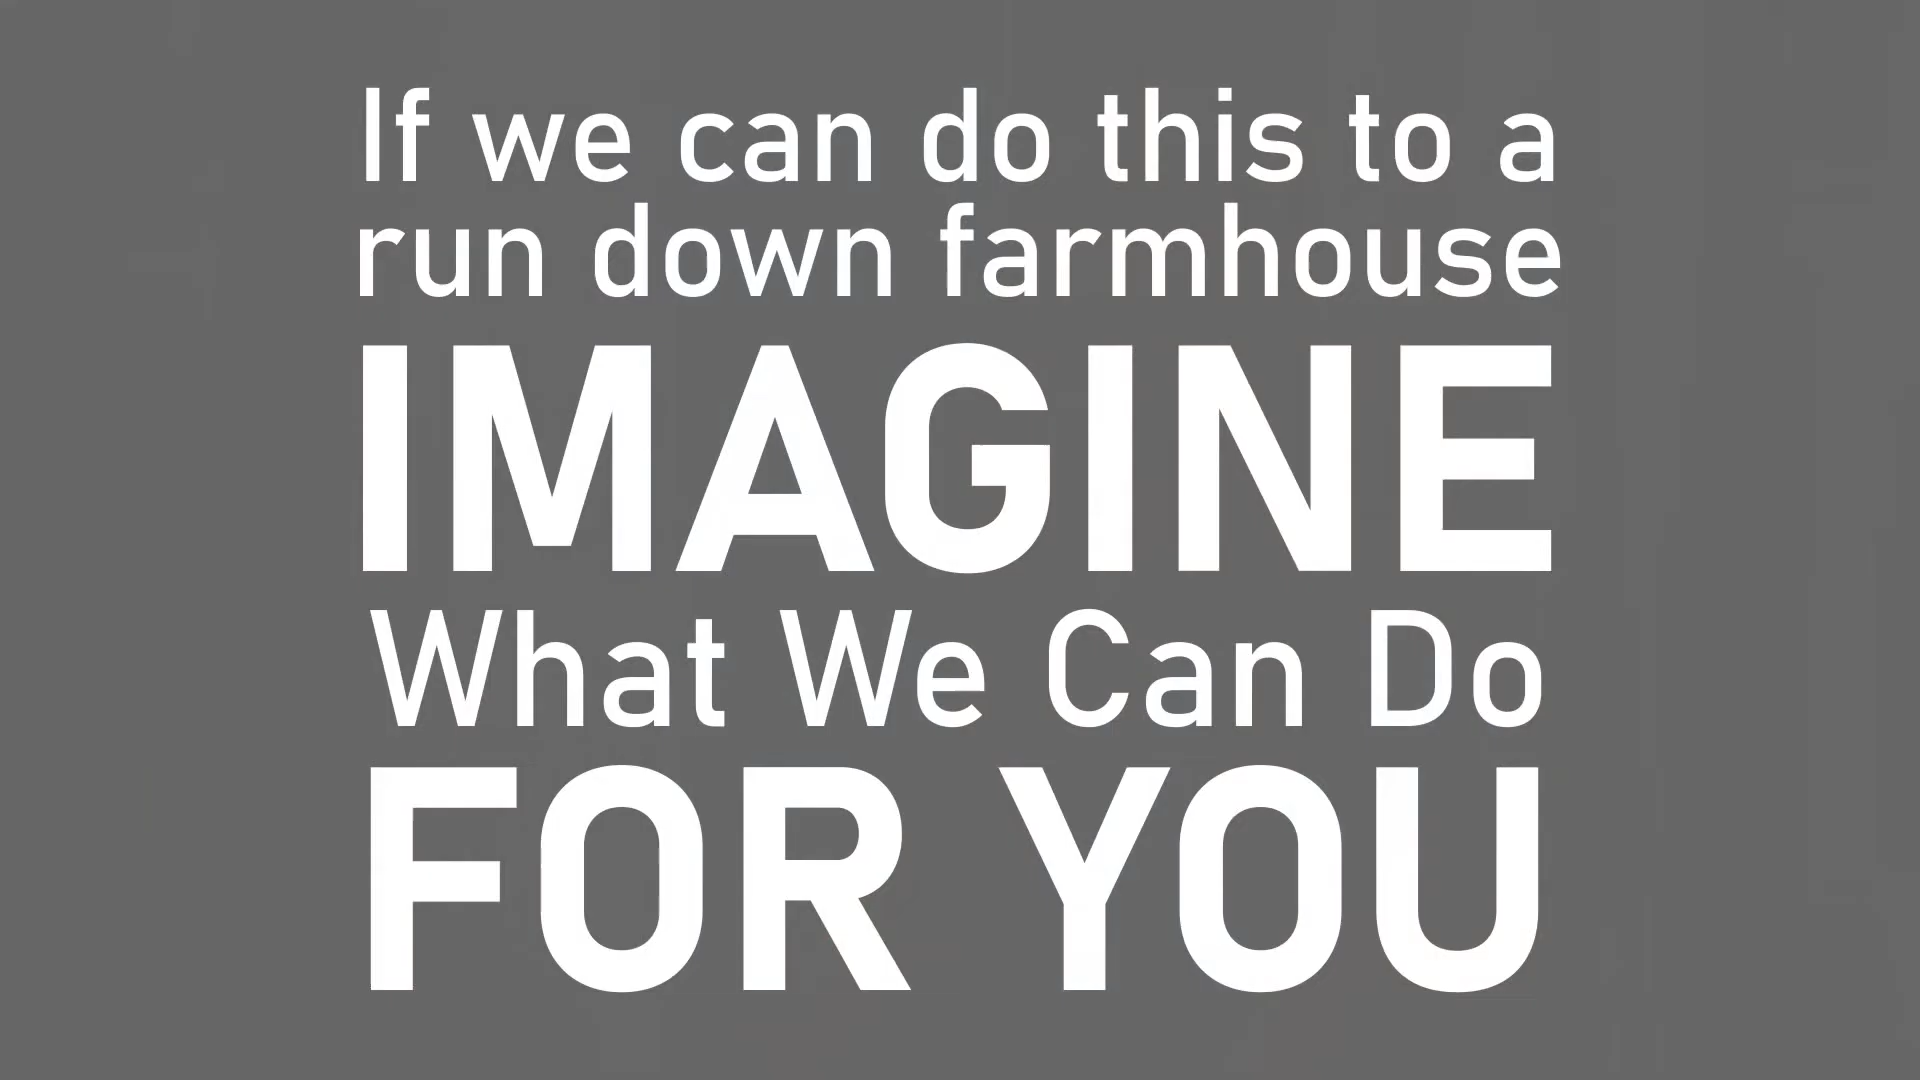 If we can do this to a
run down farmhouse
IMAGINE
What We Can Do
FOR YOU